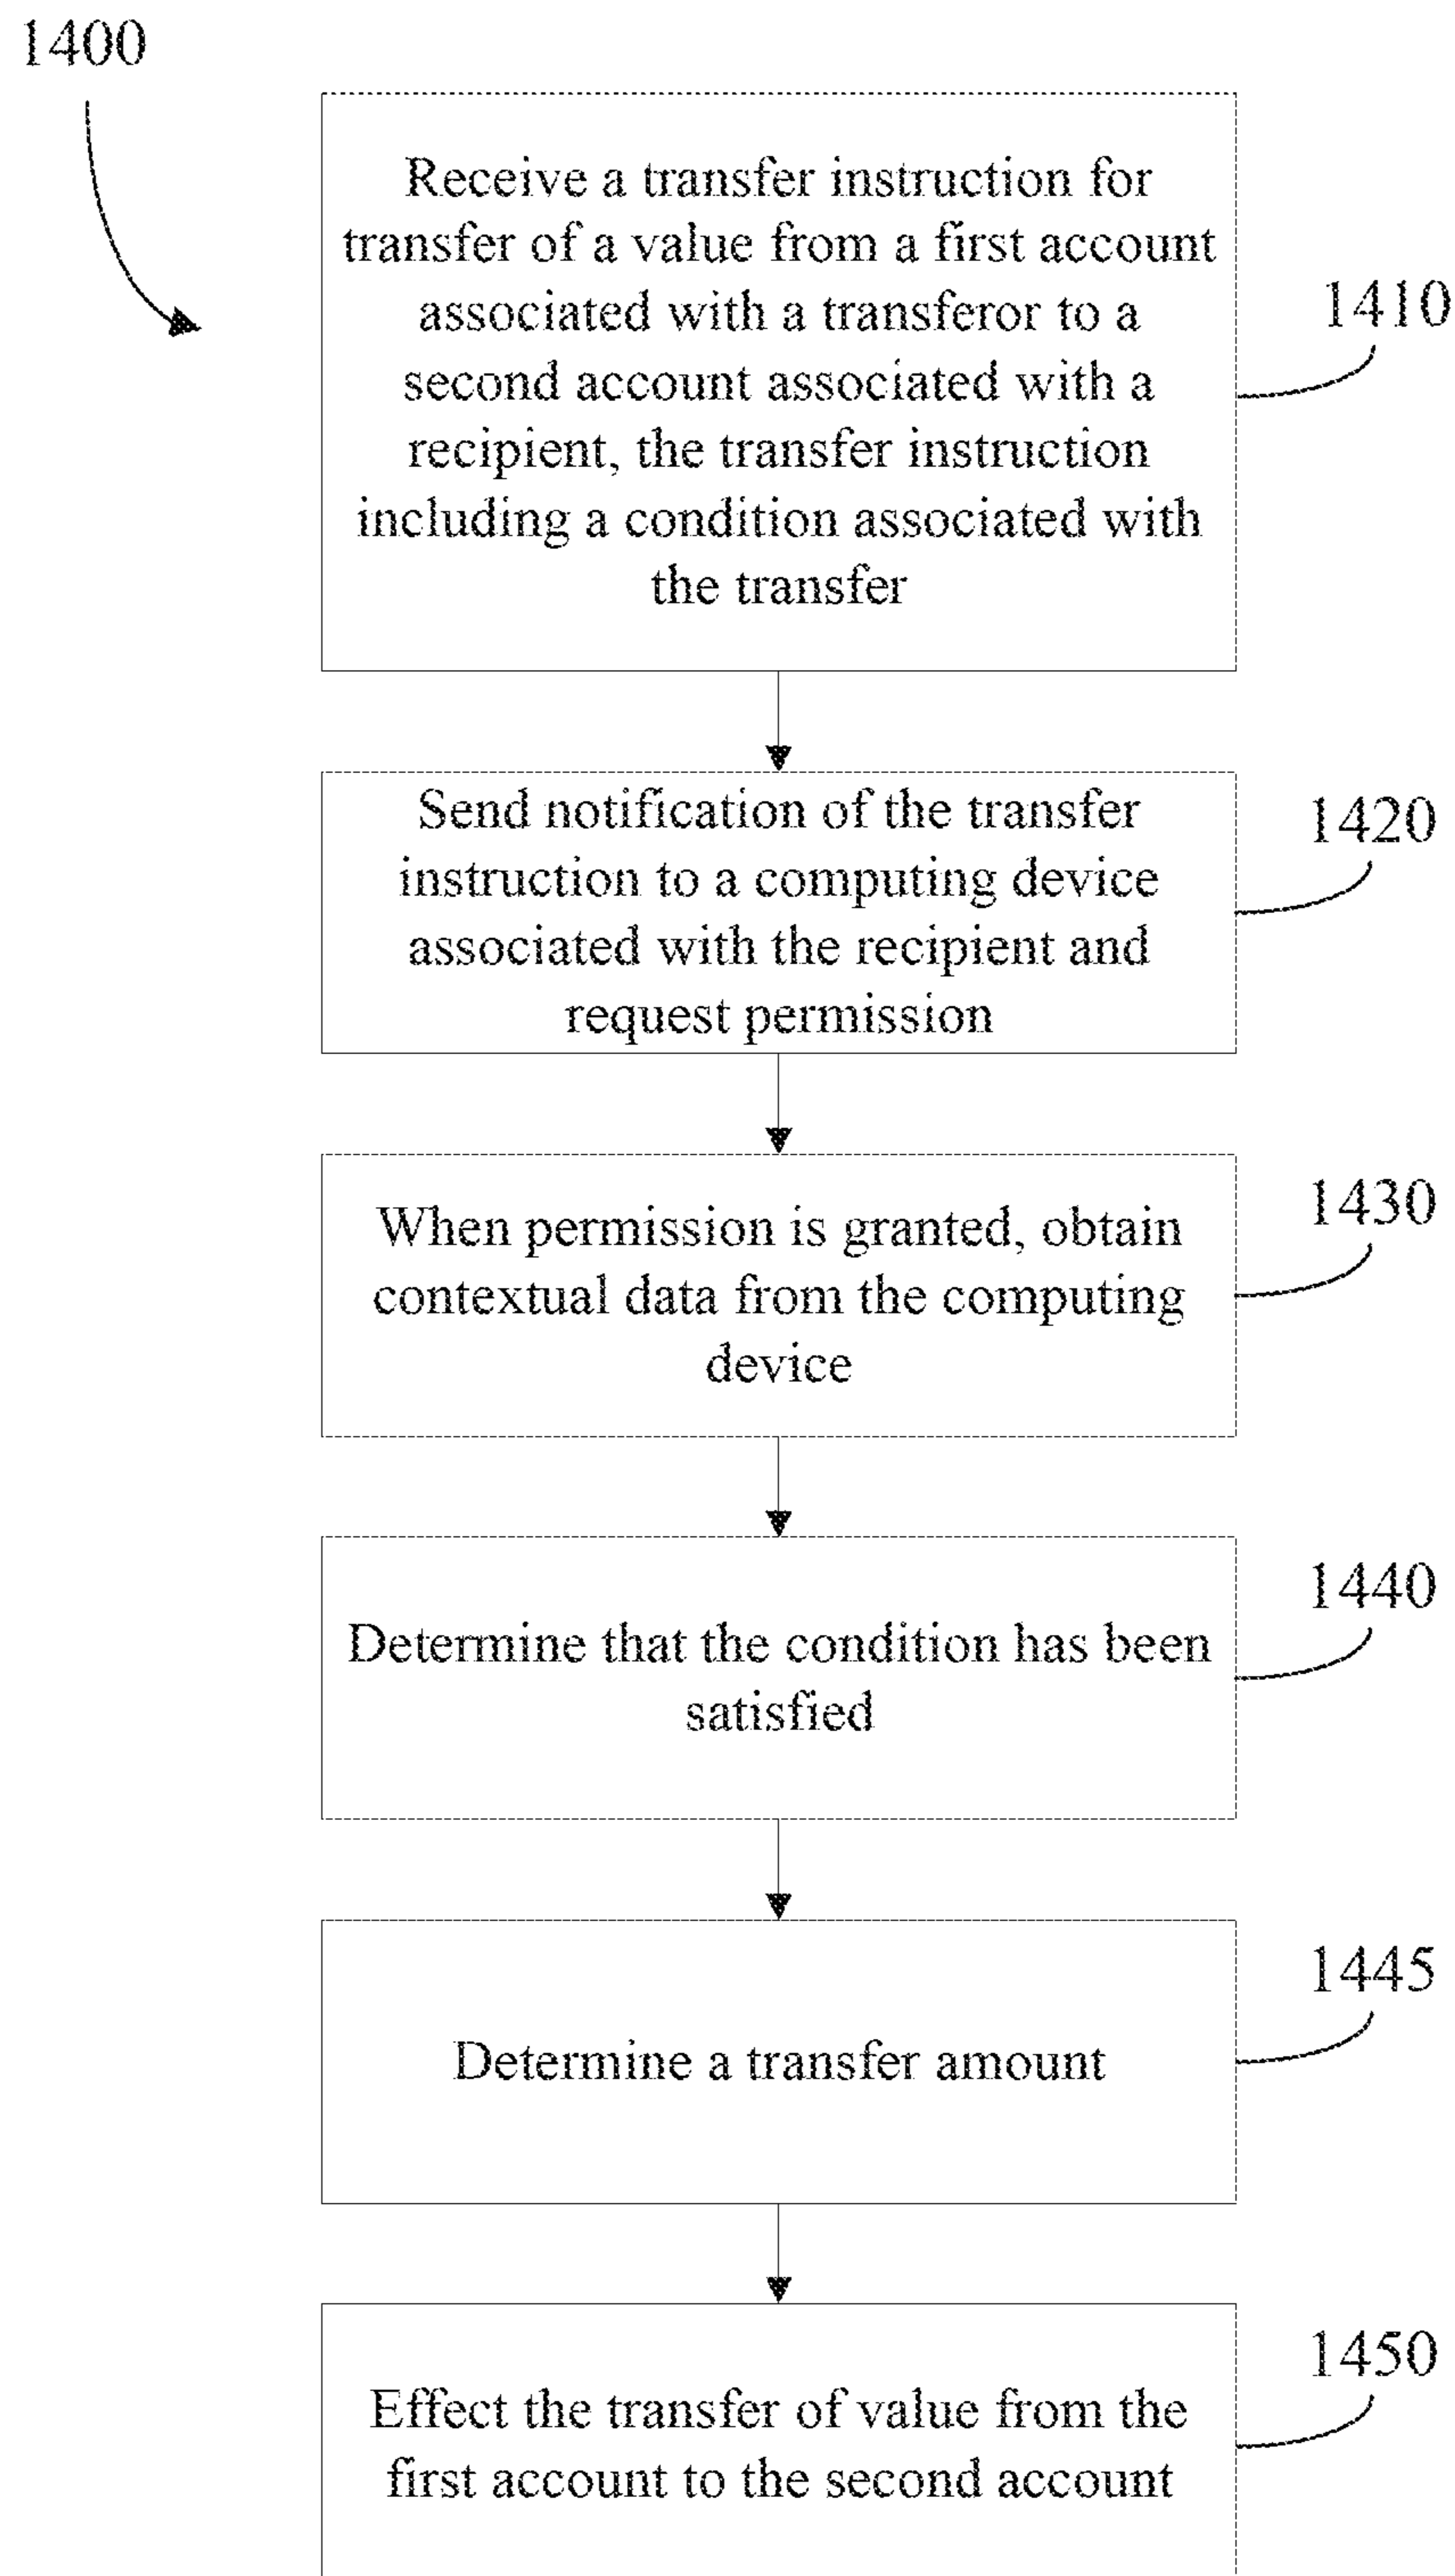 1400
Receive a transfer instruction for
transfer of a value from a first account
associated with a transferor to a
second account associated with a
recipient, the transfer instruction
including a condition associated with
the transfer
1410
Send notification of the transfer
instruction to a computing device
associated with the recipient and
request permission
1420
When permission is granted, obtain
contextual data from the computing
device
1430
Determine that the condition has been
satisfied
1440
Determine a transfer amount
1445
Effect the transfer of value from the
first account to the second account
1450